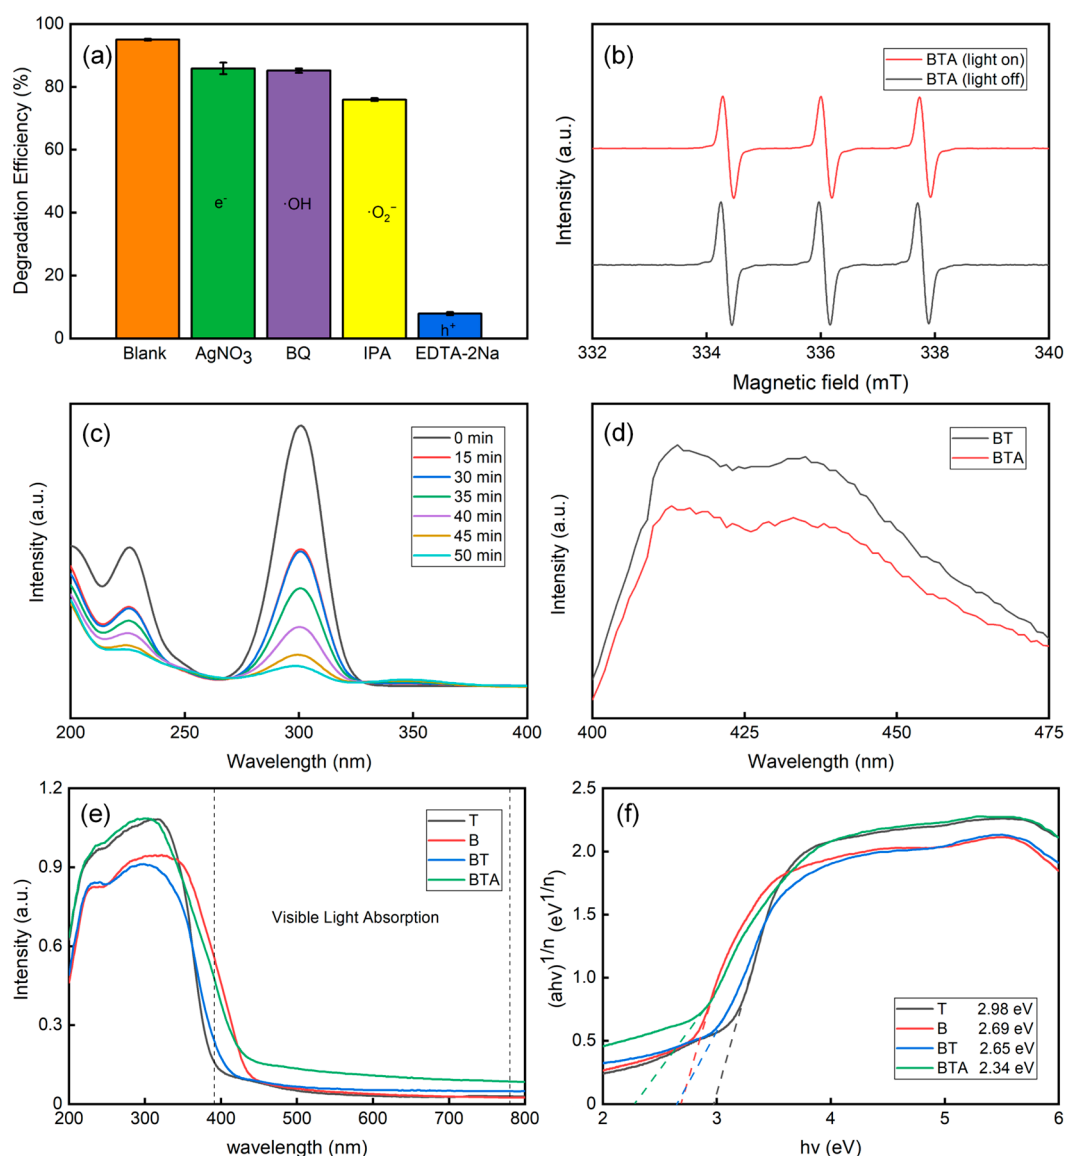 (a)
Degradation Efficiency (%)
100
80
60
40
20
0
e⁻
·OH
·O₂⁻
h⁺
Blank
AgNO₃
BQ
IPA
EDTA-2Na
(b)
BTA (light on)
BTA (light off)
Intensity (a.u.)
332
334
336
338
340
Magnetic field (mT)
(c)
0 min
15 min
30 min
35 min
40 min
45 min
50 min
Intensity (a.u.)
200
250
300
350
400
Wavelength (nm)
(d)
BT
BTA
Intensity (a.u.)
400
425
450
475
Wavelength (nm)
(e)
T
B
BT
BTA
Visible Light Absorption
Intensity (a.u.)
1.2
0.9
0.6
0.3
0
200
300
400
500
600
700
800
wavelength (nm)
(f)
(ahv)^1/n (eV^1/n)
2.5
2.0
1.5
1.0
0.5
0
T 2.98 eV
B 2.69 eV
BT 2.65 eV
BTA 2.34 eV
2
3
4
5
6
hv (eV)